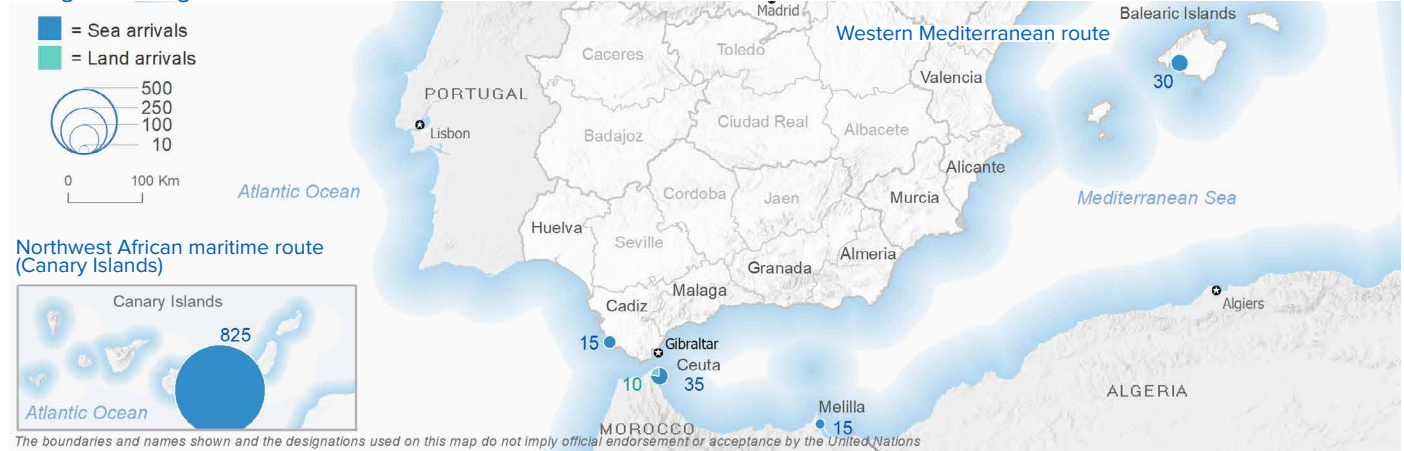 = Sea arrivals
= Land arrivals
500
250
100
10
0 100 Km
Madrid
Western Mediterranean route
Balearic Islands
30
Caceres
Toledo
Valencia
PORTUGAL
Lisbon
Badajoz
Ciudad Real
Albacete
Alicante
Atlantic Ocean
Cordoba
Jaen
Murcia
Mediterranean Sea
Huelva
Seville
Almeria
Granada
Malaga
Cadiz
Algiers
15
Gibraltar
Ceuta
10 35
ALGERIA
Melilla
15
MOROCCO
Northwest African maritime route
(Canary Islands)
Canary Islands
825
Atlantic Ocean
The boundaries and names shown and the designations used on this map do not imply official endorsement or acceptance by the United Nations